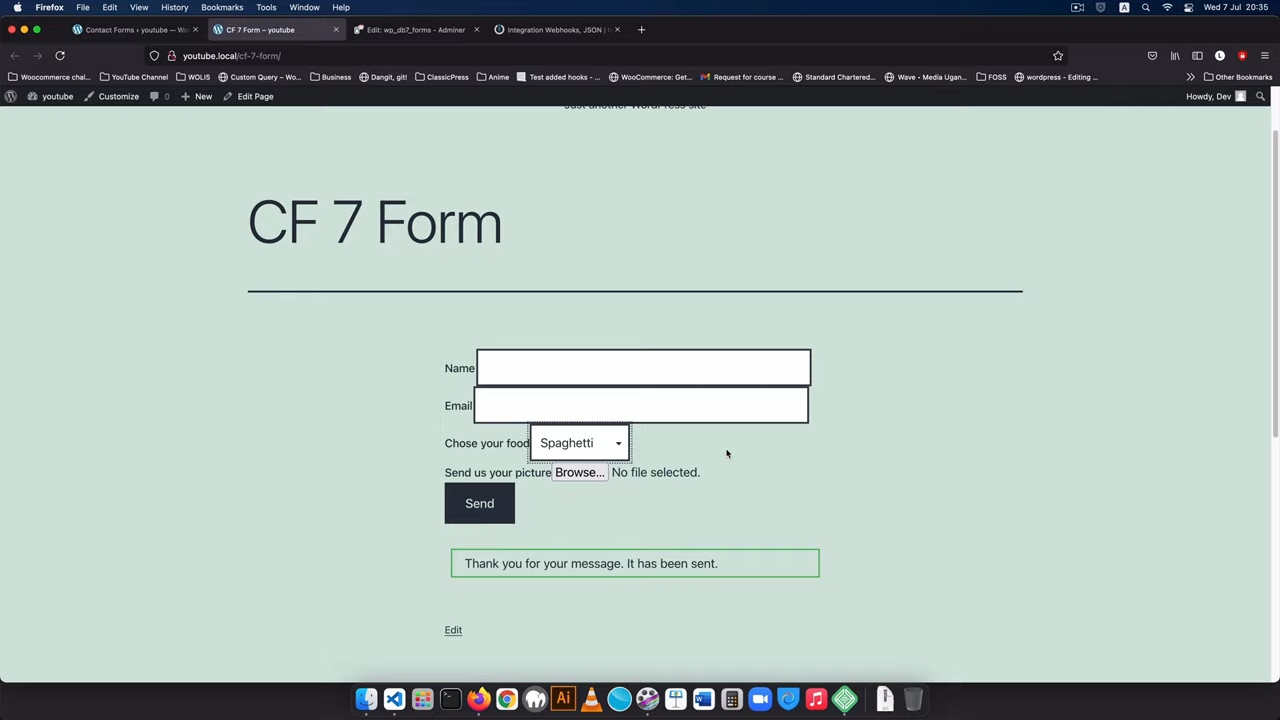 Firefox File Edit View History Bookmarks Tools Window Help A Wed 7 Jul 20:35
Contact Forms ‹ youtube — Wo CF 7 Form – youtube Edit: wp_db7_forms - Adminer Integration Webhooks, JSON |
youtube.local/cf-7-form/
Woocommerce chal... YouTube Channel WOLIS Custom Query – Wo... Business Dangit, git! ClassicPress Anime Test added hooks - ... WooCommerce: Get... Request for course ... Standard Chartered... Wave • Media Ugan... FOSS wordpress - Editing ... Other Bookmarks
youtube Customize 0 New Edit Page Howdy, Dev
Just another WordPress site
CF 7 Form
Name
Email
Chose your food Spaghetti
Send us your picture Browse... No file selected.
Send
Thank you for your message. It has been sent.
Edit